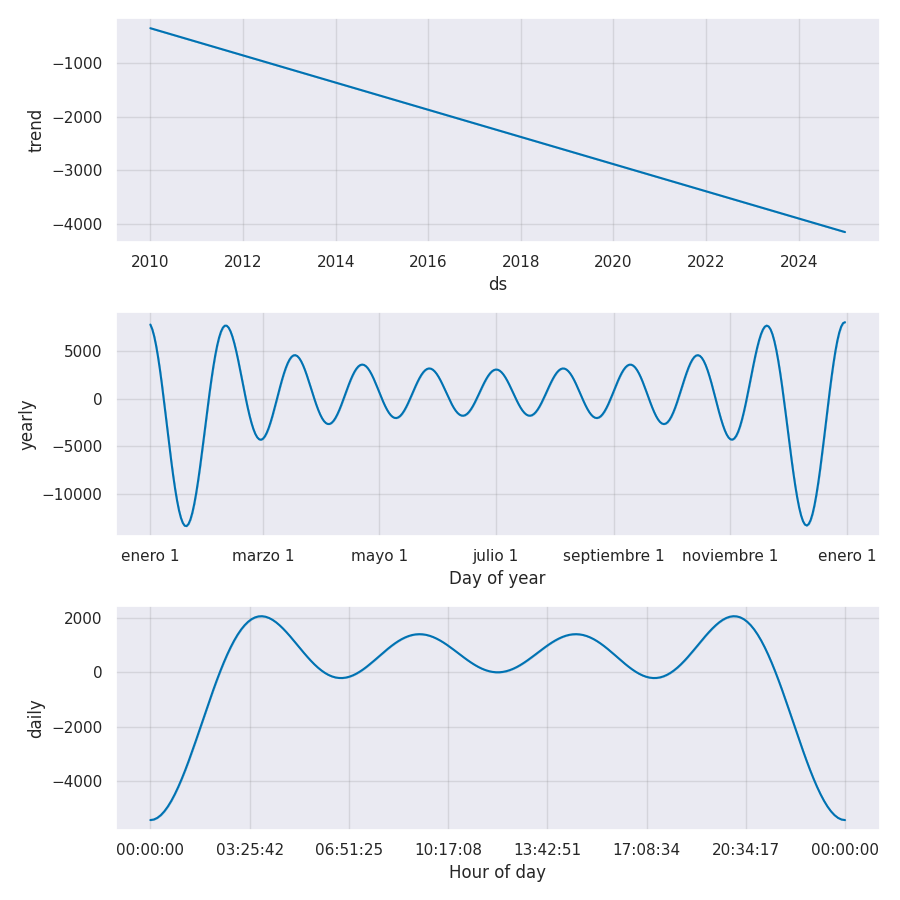 trend
−1000
−2000
−3000
−4000
2010 2012 2014 2016 2018 2020 2022 2024
ds
yearly
5000
0
−5000
−10000
enero 1 marzo 1 mayo 1 julio 1 septiembre 1 noviembre 1 enero 1
Day of year
daily
2000
0
−2000
−4000
00:00:00 03:25:42 06:51:25 10:17:08 13:42:51 17:08:34 20:34:17 00:00:00
Hour of day